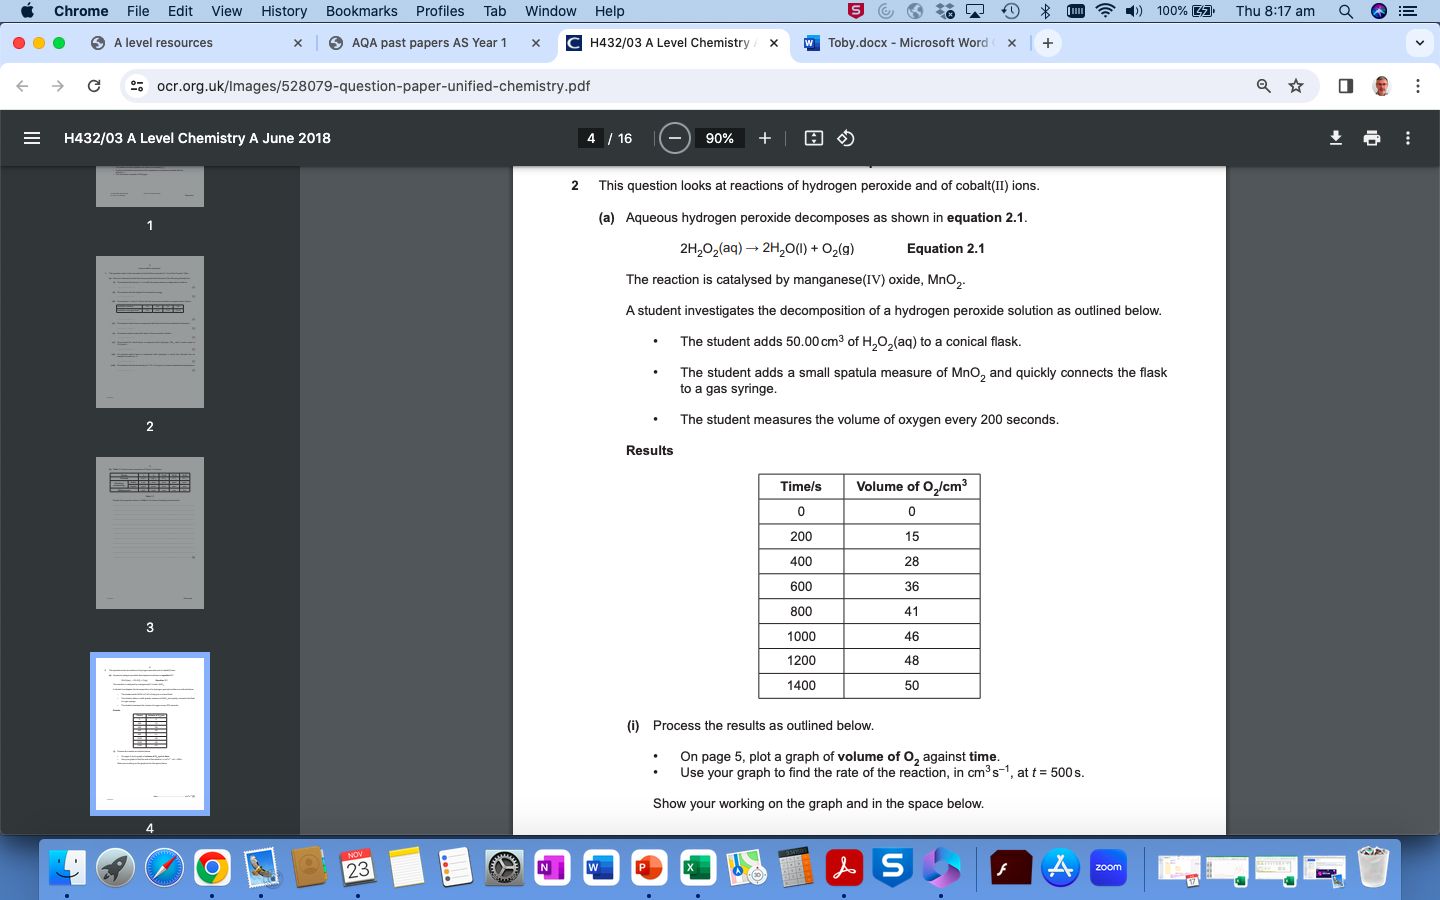 Chrome File Edit View History Bookmarks Profiles Tab Window Help 100% Thu 8:17 am
A level resources AQA past papers AS Year 1 H432/03 A Level Chemistry Toby.docx - Microsoft Word
ocr.org.uk/Images/528079-question-paper-unified-chemistry.pdf
H432/03 A Level Chemistry A June 2018 4 / 16 90%
1
2
3
4
2 This question looks at reactions of hydrogen peroxide and of cobalt(II) ions.
(a) Aqueous hydrogen peroxide decomposes as shown in equation 2.1.
2H₂O₂(aq) → 2H₂O(l) + O₂(g) Equation 2.1
The reaction is catalysed by manganese(IV) oxide, MnO₂.
A student investigates the decomposition of a hydrogen peroxide solution as outlined below.
• The student adds 50.00 cm³ of H₂O₂(aq) to a conical flask.
• The student adds a small spatula measure of MnO₂ and quickly connects the flask
to a gas syringe.
• The student measures the volume of oxygen every 200 seconds.
Results
Time/s Volume of O₂/cm³
0 0
200 15
400 28
600 36
800 41
1000 46
1200 48
1400 50
(i) Process the results as outlined below.
• On page 5, plot a graph of volume of O₂ against time.
• Use your graph to find the rate of the reaction, in cm³ s⁻¹, at t = 500 s.
Show your working on the graph and in the space below.
NOV
23
zoom
17